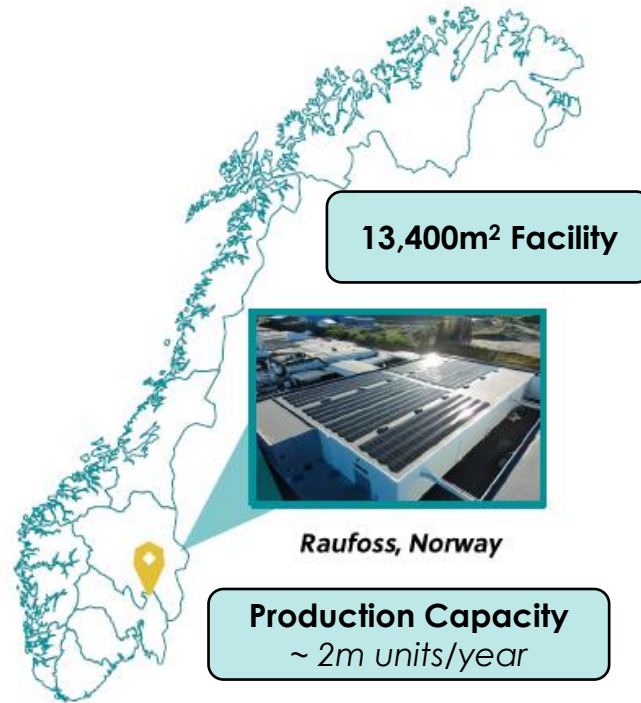 13,400m² Facility
Raufoss, Norway
Production Capacity
~ 2m units/year